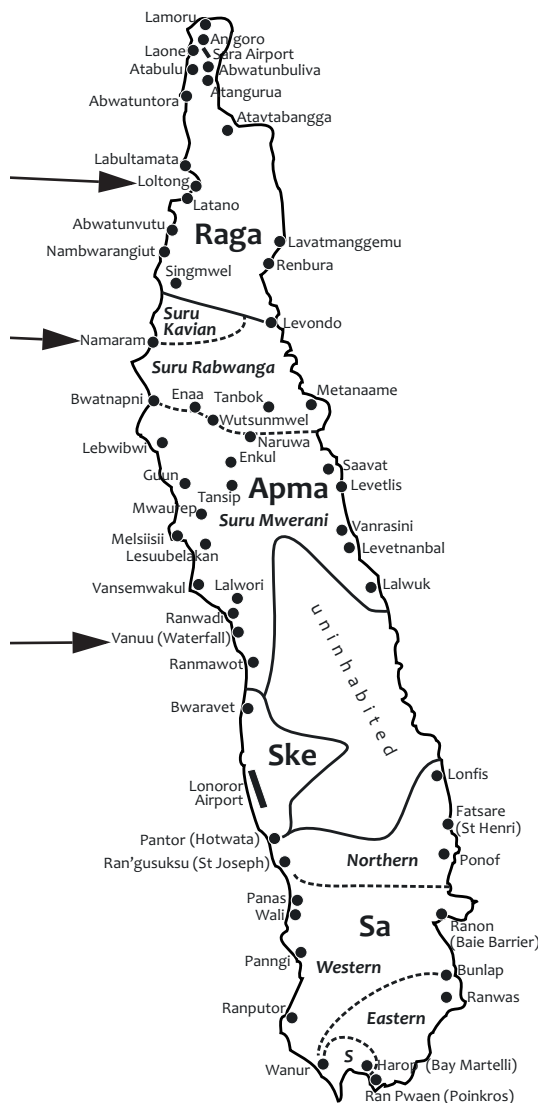 Lamoru
Anigoro
Laone
Sara Airport
Atabulu
Abwatunbuliva
Atangurua
Abwatuntora
Atavtabangga
Labultamata
Loltong
Latano
Abwatunvutu
Raga
Lavatmanggemu
Nambwarangiut
Renbura
Singmwel
Suru
Kavian
Levondo
Namaram
Suru Rabwanga
Enaa
Tanbok
Metanaame
Bwatnapni
Wutsunmwel
Naruwa
Lebwibwi
Enkul
Saavat
Guun
Tansip
Apma
Levetlis
Mwaurep
Suru Mwerani
Vanrasini
Melsiisii
Lesuubelakan
Levetnanbal
Vansemwakul
Lalwori
Lalwuk
Ranwadi
uninhabited
Vanuu (Waterfall)
Ranmawot
Bwaravet
Ske
Lonoror
Airport
Lonfis
Fatsare
(St Henri)
Pantor (Hotwata)
Northern
Ponof
Ran'gusuksu (St Joseph)
Panas
Wali
Sa
Ranon
(Baie Barrier)
Panngi
Western
Bunlap
Ranwas
Ranputor
Eastern
S
Wanur
Harop (Bay Martelli)
Ran Pwaen (Poinkros)